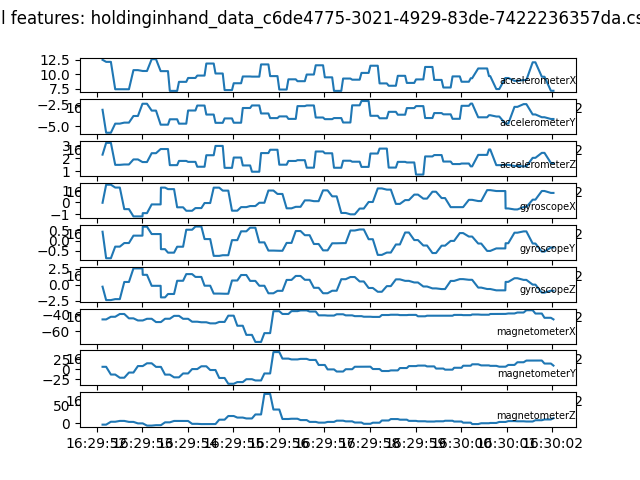 l features: holdinginhand_data_c6de4775-3021-4929-83de-7422236357da.cs
12.5
10.0
7.5
accelerometerX
−2.5
−5.0
accelerometerY
3
2
1
accelerometerZ
1
0
−1
gyroscopeX
0.5
0.0
−0.5
gyroscopeY
2.5
0.0
−2.5
gyroscopeZ
−40
−60
magnetometerX
25
0
−25
magnetometerY
50
0
magnetometerZ
16:29:52 16:29:53 16:29:54 16:29:55 16:29:56 16:29:57 16:29:58 16:29:59 16:30:00 16:30:01 16:30:02